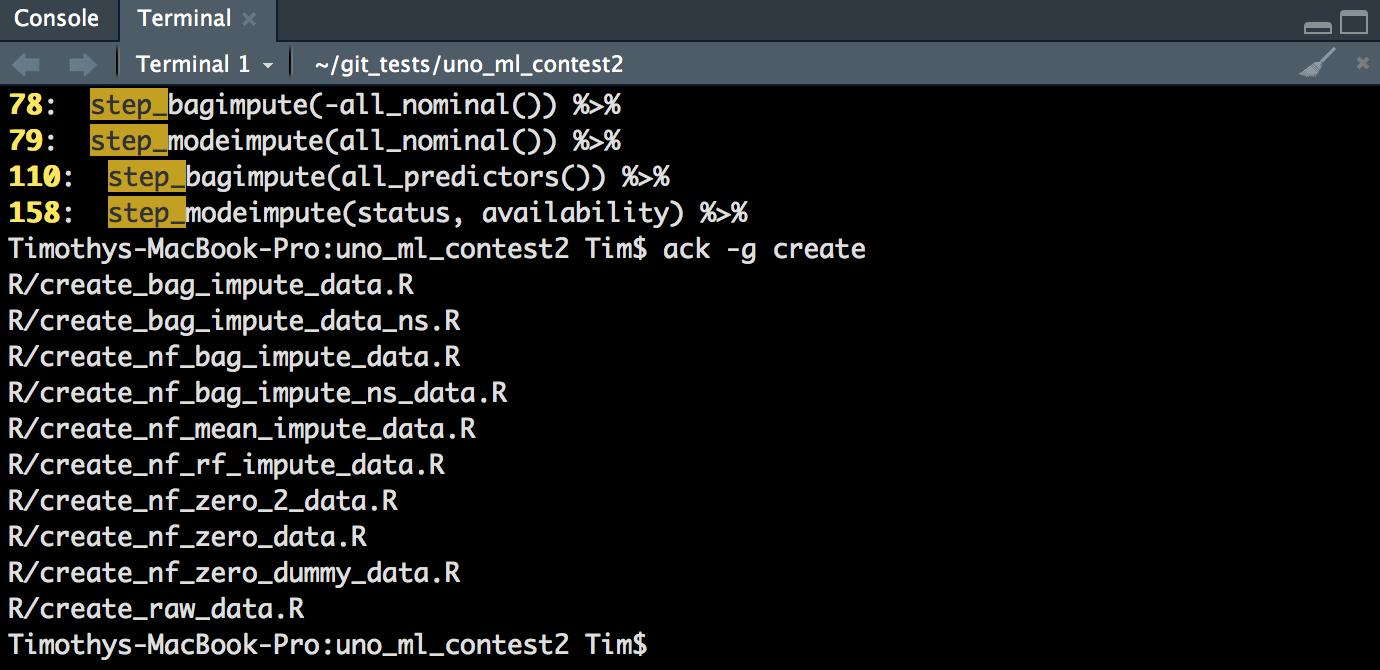 Console Terminal
Terminal 1 ~/git_tests/uno_ml_contest2
78:  step_bagimpute(-all_nominal()) %>%
79:  step_modeimpute(all_nominal()) %>%
110:  step_bagimpute(all_predictors()) %>%
158:  step_modeimpute(status, availability) %>%
Timothys-MacBook-Pro:uno_ml_contest2 Tim$ ack -g create
R/create_bag_impute_data.R
R/create_bag_impute_data_ns.R
R/create_nf_bag_impute_data.R
R/create_nf_bag_impute_ns_data.R
R/create_nf_mean_impute_data.R
R/create_nf_rf_impute_data.R
R/create_nf_zero_2_data.R
R/create_nf_zero_data.R
R/create_nf_zero_dummy_data.R
R/create_raw_data.R
Timothys-MacBook-Pro:uno_ml_contest2 Tim$